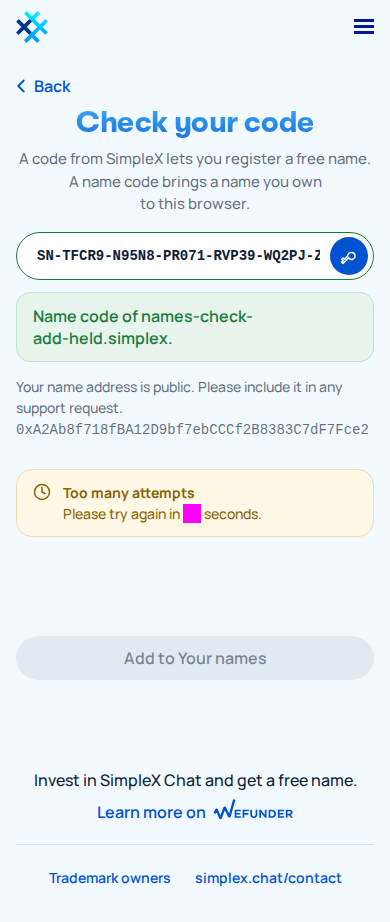 Back
Check your code
A code from SimpleX lets you register a free name.
A name code brings a name you own
to this browser.
SN-TFCR9-N95N8-PR071-RVP39-WQ2PJ-
Name code of names-check-
add-held.simplex.
Your name address is public. Please include it in any
support request.
0xA2Ab8f718fBA12D9bf7ebCCCf2B8383C7dF7Fce2
Too many attempts
Please try again in seconds.
Add to Your names
Invest in SimpleX Chat and get a free name.
Learn more on WEFUNDER
Trademark owners simplex.chat/contact